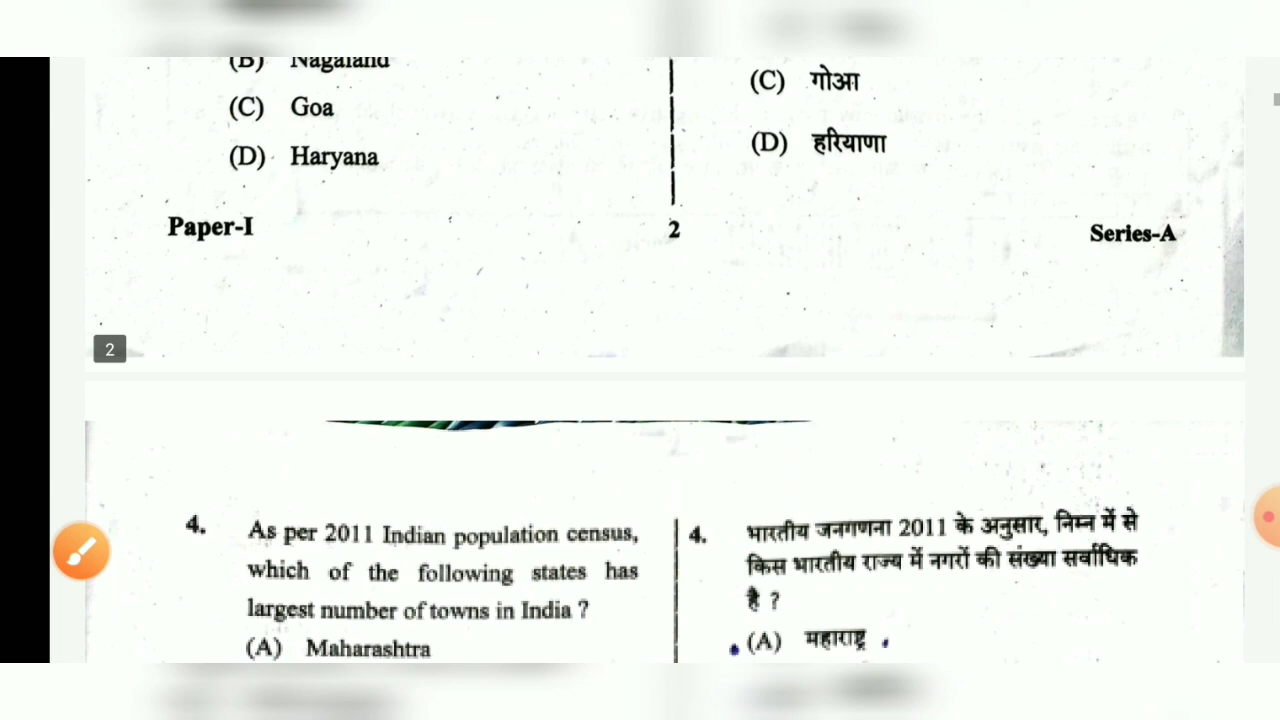 (B) Nagaland
(C) Goa
(D) Haryana
(C) गोआ
(D) हरियाणा
Paper-I
2
Series-A
2
4. As per 2011 Indian population census,
which of the following states has
largest number of towns in India ?
(A) Maharashtra
4. भारतीय जनगणना 2011 के अनुसार, निम्न में से
किस भारतीय राज्य में नगरों की संख्या सर्वाधिक
है ?
(A) महाराष्ट्र